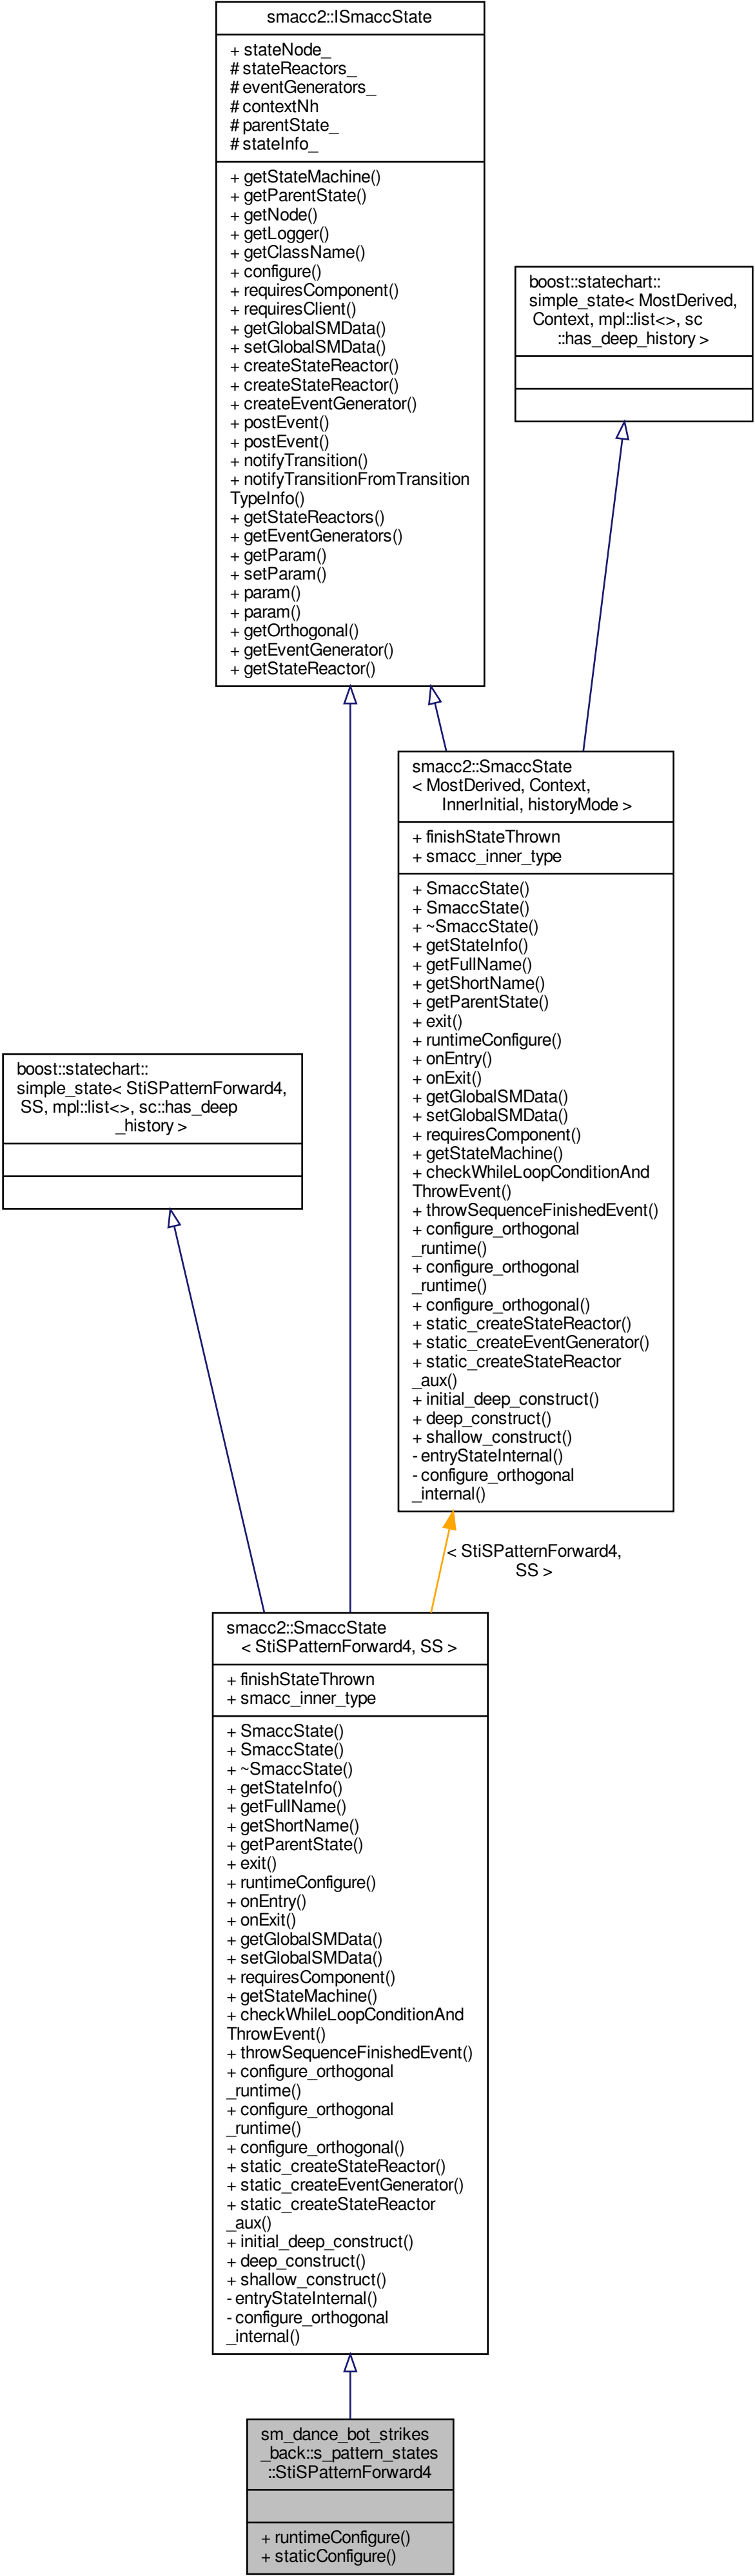 smacc2::ISmaccState
+ stateNode_
# stateReactors_
# eventGenerators_
# contextNh
# parentState_
# stateInfo_
+ getStateMachine()
+ getParentState()
+ getNode()
+ getLogger()
+ getClassName()
+ configure()
+ requiresComponent()
+ requiresClient()
+ getGlobalSMData()
+ setGlobalSMData()
+ createStateReactor()
+ createStateReactor()
+ createEventGenerator()
+ postEvent()
+ postEvent()
+ notifyTransition()
+ notifyTransitionFromTransition
TypeInfo()
+ getStateReactors()
+ getEventGenerators()
+ getParam()
+ setParam()
+ param()
+ param()
+ getOrthogonal()
+ getEventGenerator()
+ getStateReactor()
boost::statechart::
simple_state< MostDerived,
Context, mpl::list<>, sc
::has_deep_history >
smacc2::SmaccState
< MostDerived, Context,
InnerInitial, historyMode >
+ finishStateThrown
+ smacc_inner_type
+ SmaccState()
+ SmaccState()
+ ~SmaccState()
+ getStateInfo()
+ getFullName()
+ getShortName()
+ getParentState()
+ exit()
+ runtimeConfigure()
+ onEntry()
+ onExit()
+ getGlobalSMData()
+ setGlobalSMData()
+ requiresComponent()
+ getStateMachine()
+ checkWhileLoopConditionAnd
ThrowEvent()
+ throwSequenceFinishedEvent()
+ configure_orthogonal
_runtime()
+ configure_orthogonal
_runtime()
+ configure_orthogonal()
+ static_createStateReactor()
+ static_createEventGenerator()
+ static_createStateReactor
_aux()
+ initial_deep_construct()
+ deep_construct()
+ shallow_construct()
- entryStateInternal()
- configure_orthogonal
_internal()
boost::statechart::
simple_state< StiSPatternForward4,
SS, mpl::list<>, sc::has_deep
_history >
< StiSPatternForward4,
SS >
smacc2::SmaccState
< StiSPatternForward4, SS >
+ finishStateThrown
+ smacc_inner_type
+ SmaccState()
+ SmaccState()
+ ~SmaccState()
+ getStateInfo()
+ getFullName()
+ getShortName()
+ getParentState()
+ exit()
+ runtimeConfigure()
+ onEntry()
+ onExit()
+ getGlobalSMData()
+ setGlobalSMData()
+ requiresComponent()
+ getStateMachine()
+ checkWhileLoopConditionAnd
ThrowEvent()
+ throwSequenceFinishedEvent()
+ configure_orthogonal
_runtime()
+ configure_orthogonal
_runtime()
+ configure_orthogonal()
+ static_createStateReactor()
+ static_createEventGenerator()
+ static_createStateReactor
_aux()
+ initial_deep_construct()
+ deep_construct()
+ shallow_construct()
- entryStateInternal()
- configure_orthogonal
_internal()
sm_dance_bot_strikes
_back::s_pattern_states
::StiSPatternForward4
+ runtimeConfigure()
+ staticConfigure()